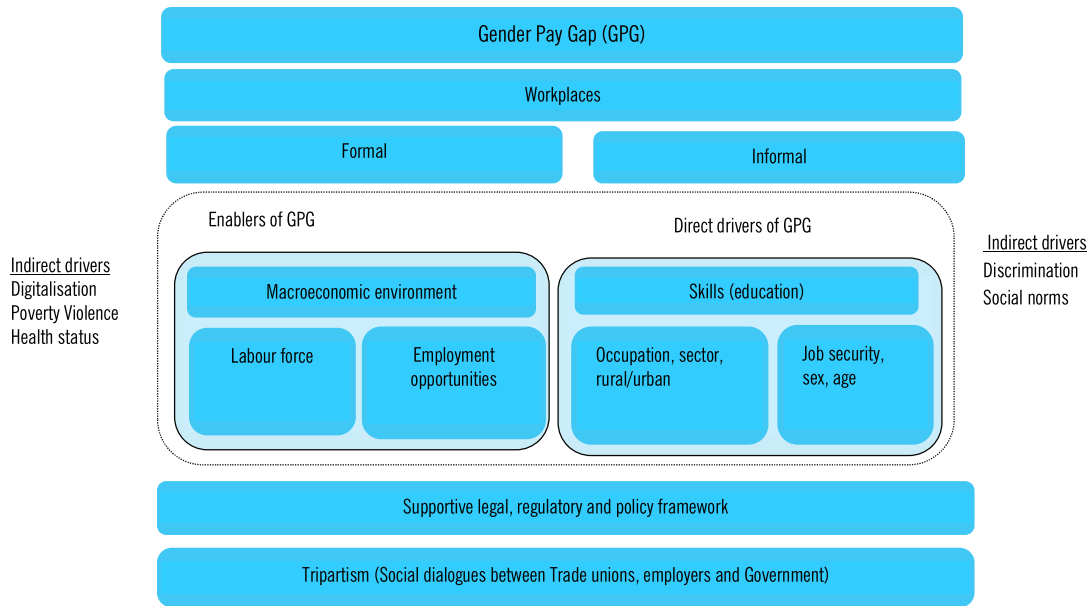 Gender Pay Gap (GPG)
Workplaces
Formal
Informal
Enablers of GPG
Direct drivers of GPG
Indirect drivers
Digitalisation
Poverty Violence
Health status
Indirect drivers
Discrimination
Social norms
Macroeconomic environment
Skills (education)
Labour force
Employment
opportunities
Occupation, sector,
rural/urban
Job security,
sex, age
Supportive legal, regulatory and policy framework
Tripartism (Social dialogues between Trade unions, employers and Government)